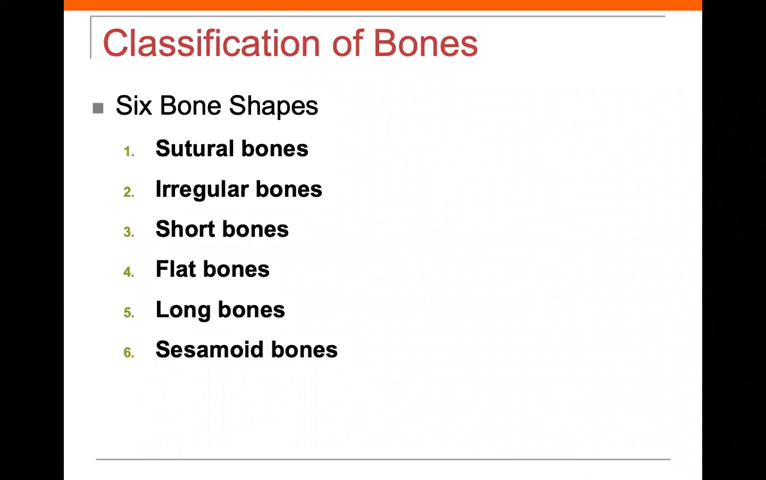 Classification of Bones
Six Bone Shapes
1. Sutural bones
2. Irregular bones
3. Short bones
4. Flat bones
5. Long bones
6. Sesamoid bones